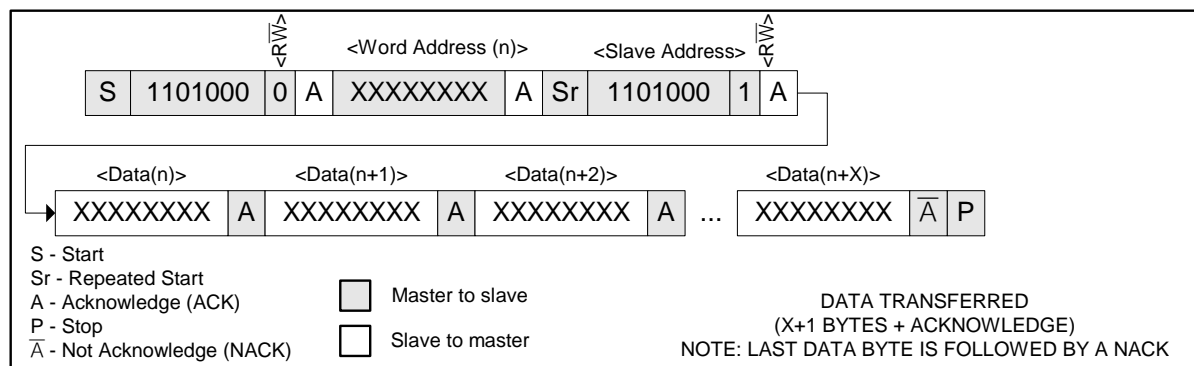 <RW̅> <Word Address (n)> <Slave Address> <RW̅>
S 1101000 0 A XXXXXXXX A Sr 1101000 1 A
<Data(n)> <Data(n+1)> <Data(n+2)> <Data(n+X)>
XXXXXXXX A XXXXXXXX A XXXXXXXX A ... XXXXXXXX A̅ P
S - Start
Sr - Repeated Start
A - Acknowledge (ACK)
P - Stop
A̅ - Not Acknowledge (NACK)
Master to slave
Slave to master
DATA TRANSFERRED
(X+1 BYTES + ACKNOWLEDGE)
NOTE: LAST DATA BYTE IS FOLLOWED BY A NACK